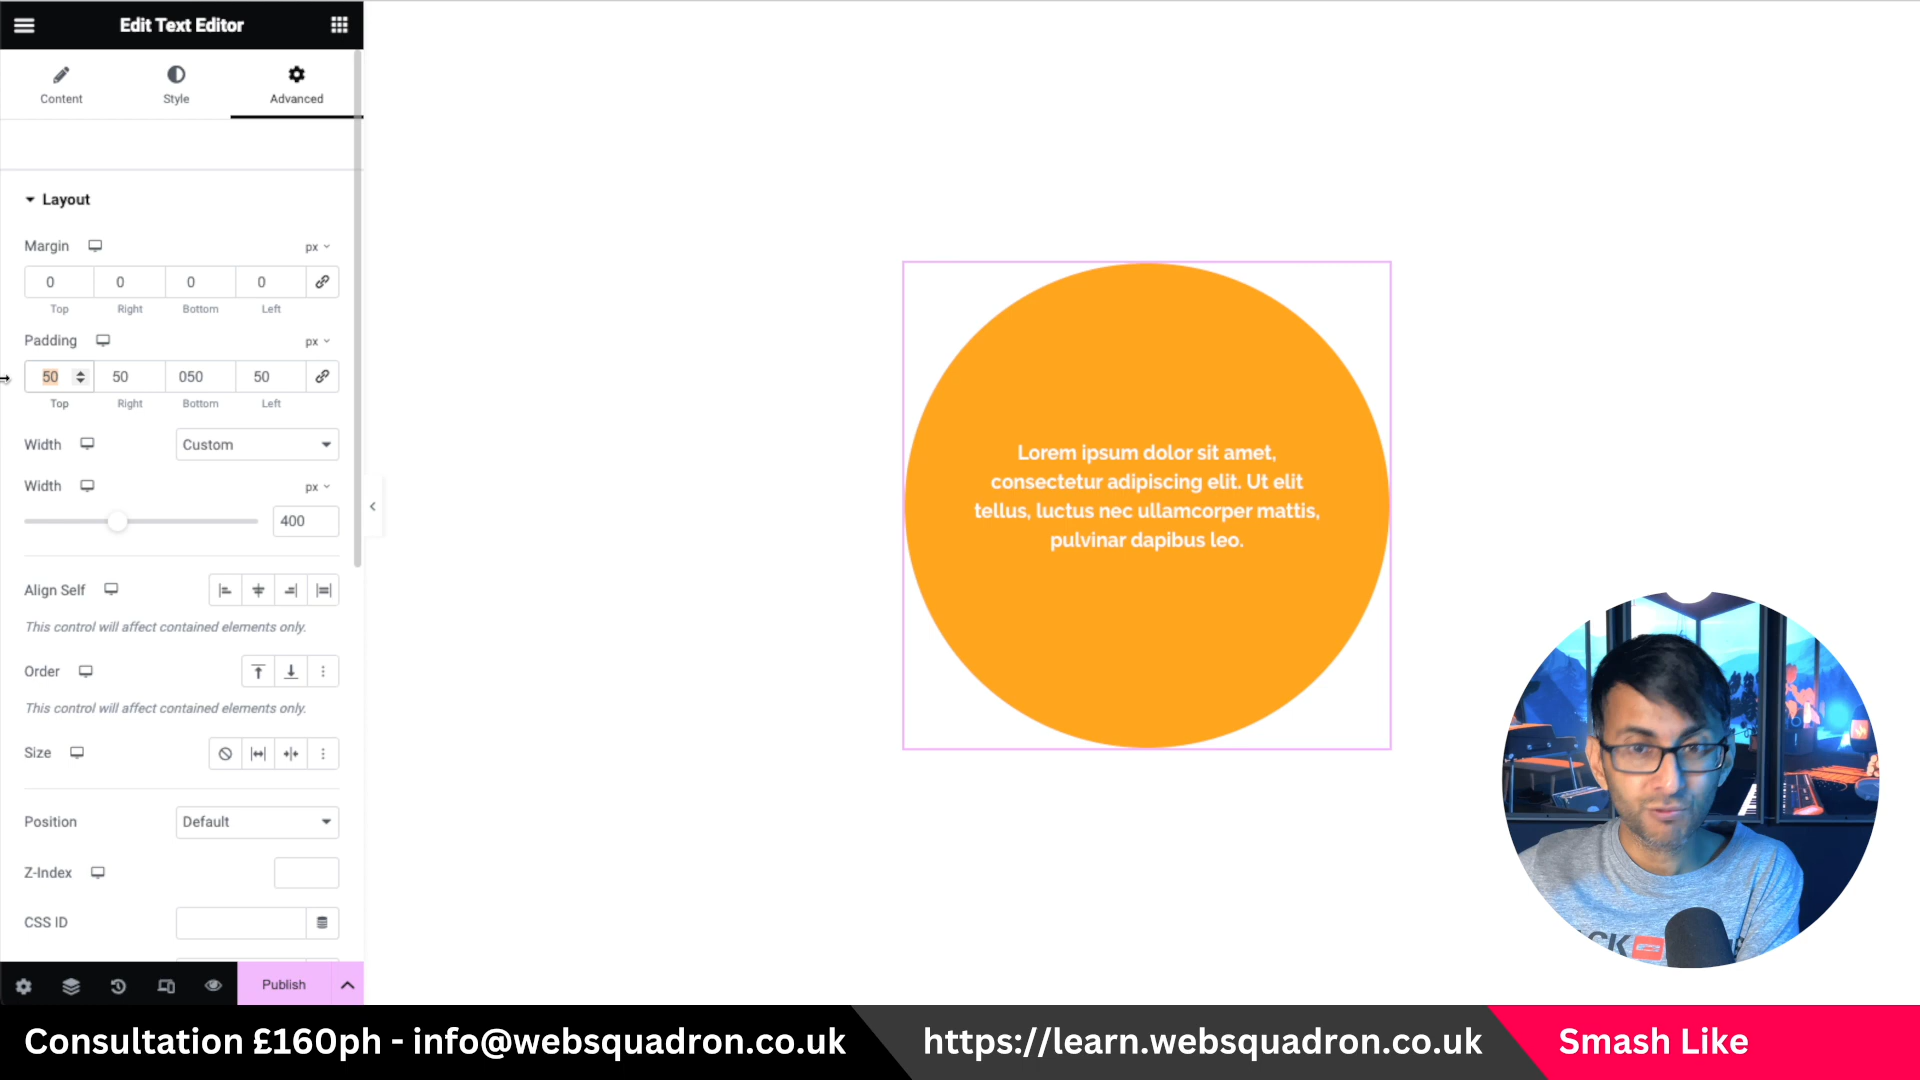 Edit Text Editor
Content
Style
Advanced
Layout
Margin
px
0
0
0
0
Top
Right
Bottom
Left
Padding
px
50
50
050
50
Top
Right
Bottom
Left
Width
Custom
Width
px
400
Align Self
This control will affect contained elements only.
Order
This control will affect contained elements only.
Size
Position
Default
Z-Index
CSS ID
Publish
Lorem ipsum dolor sit amet,
consectetur adipiscing elit. Ut elit
tellus, luctus nec ullamcorper mattis,
pulvinar dapibus leo.
Consultation £160ph - info@websquadron.co.uk
https://learn.websquadron.co.uk
Smash Like